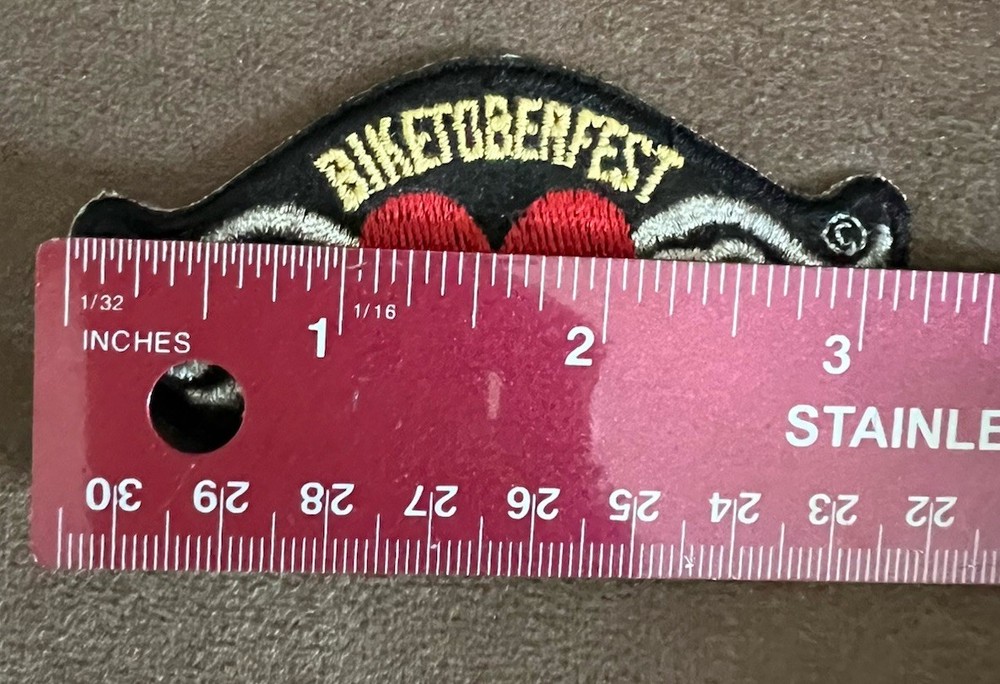 BIKETOBERFEST
©
1/32
1/16
INCHES
1 2 3
STAINLE
30 29 28 27 26 25 24 23 22